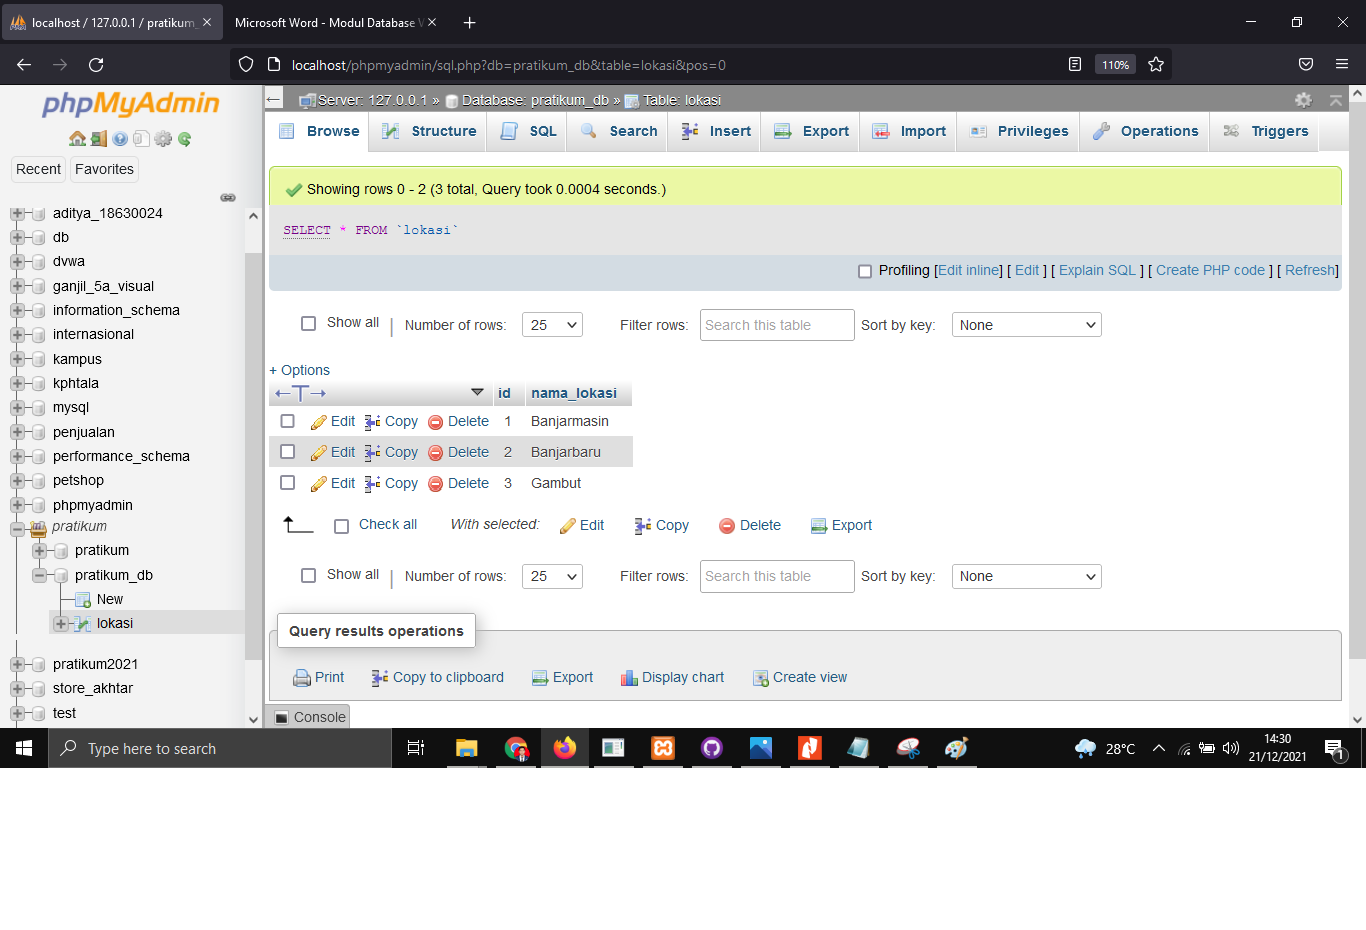 localhost / 127.0.0.1 / pratikum_
Microsoft Word - Modul Database V
localhost/phpmyadmin/sql.php?db=pratikum_db&table=lokasi&pos=0
110%
phpMyAdmin
Recent
Favorites
aditya_18630024
db
dvwa
ganjil_5a_visual
information_schema
internasional
kampus
kphtala
mysql
penjualan
performance_schema
petshop
phpmyadmin
pratikum
pratikum
pratikum_db
New
lokasi
pratikum2021
store_akhtar
test
Server: 127.0.0.1 » Database: pratikum_db » Table: lokasi
Browse Structure SQL Search Insert Export Import Privileges Operations Triggers
Showing rows 0 - 2 (3 total, Query took 0.0004 seconds.)
SELECT * FROM `lokasi`
Profiling [Edit inline] [ Edit ] [ Explain SQL ] [ Create PHP code ] [ Refresh]
Show all | Number of rows: 25 Filter rows: Search this table Sort by key: None
+ Options
←T→ id nama_lokasi
Edit Copy Delete 1 Banjarmasin
Edit Copy Delete 2 Banjarbaru
Edit Copy Delete 3 Gambut
Check all With selected: Edit Copy Delete Export
Show all | Number of rows: 25 Filter rows: Search this table Sort by key: None
Query results operations
Print Copy to clipboard Export Display chart Create view
Console
Type here to search
28°C
14:30
21/12/2021
1